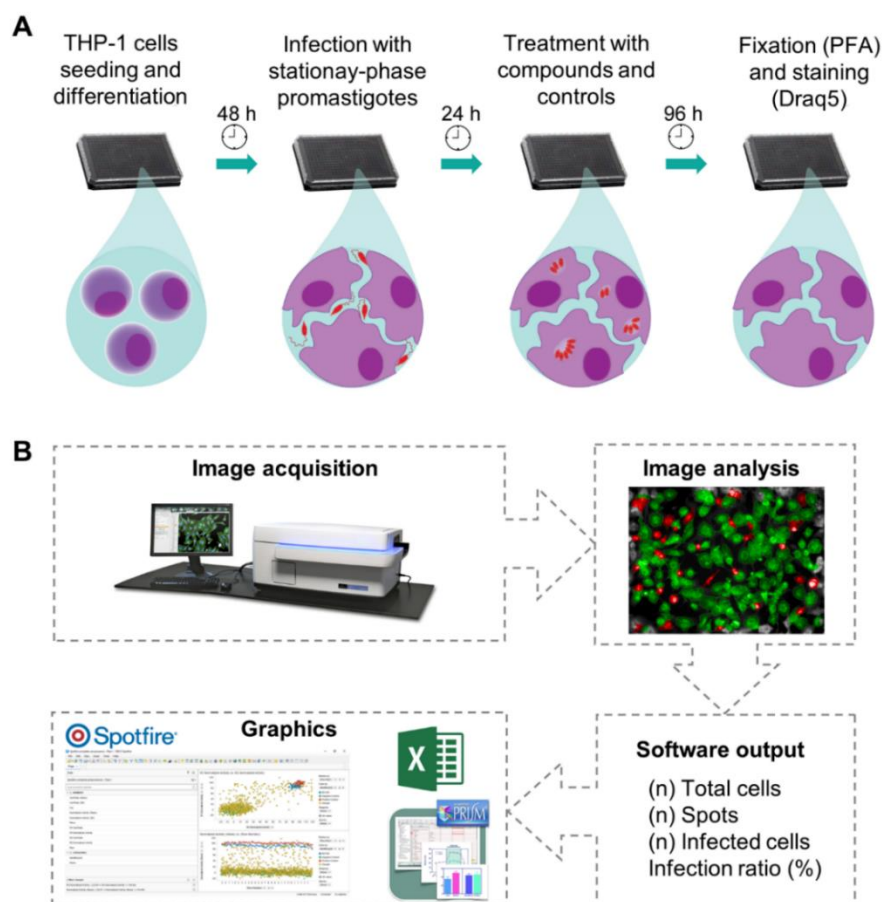 A
THP-1 cells
seeding and
differentiation
48 h
Infection with
stationay-phase
promastigotes
24 h
Treatment with
compounds and
controls
96 h
Fixation (PFA)
and staining
(Draq5)
B
Image acquisition
Image analysis
Spotfire
Graphics
X
PRISM
Software output
(n) Total cells
(n) Spots
(n) Infected cells
Infection ratio (%)